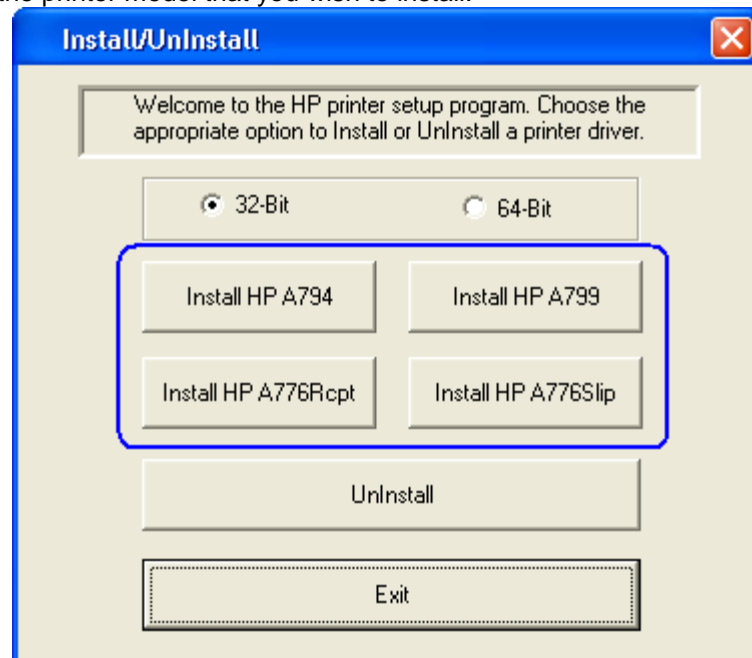 the printer model that you wish to install.
Install/UnInstall
Welcome to the HP printer setup program. Choose the
appropriate option to Install or UnInstall a printer driver.
32-Bit 64-Bit
Install HP A794 Install HP A799
Install HP A776Rcpt Install HP A776Slip
UnInstall
Exit